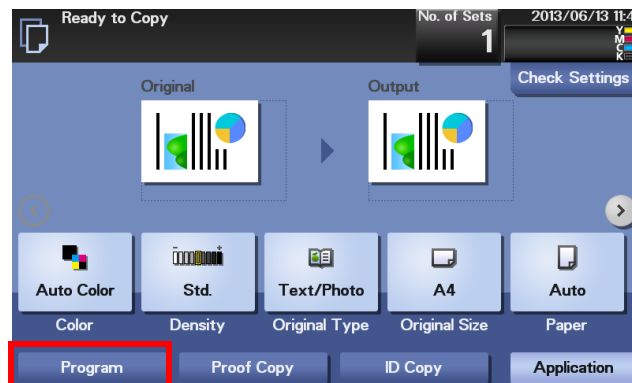 Ready to Copy
No. of Sets
1
2013/06/13 11:4
Y
M
C
K
Check Settings
Original
Output
Auto Color
Std.
Text/Photo
A4
Auto
Color
Density
Original Type
Original Size
Paper
Program
Proof Copy
ID Copy
Application